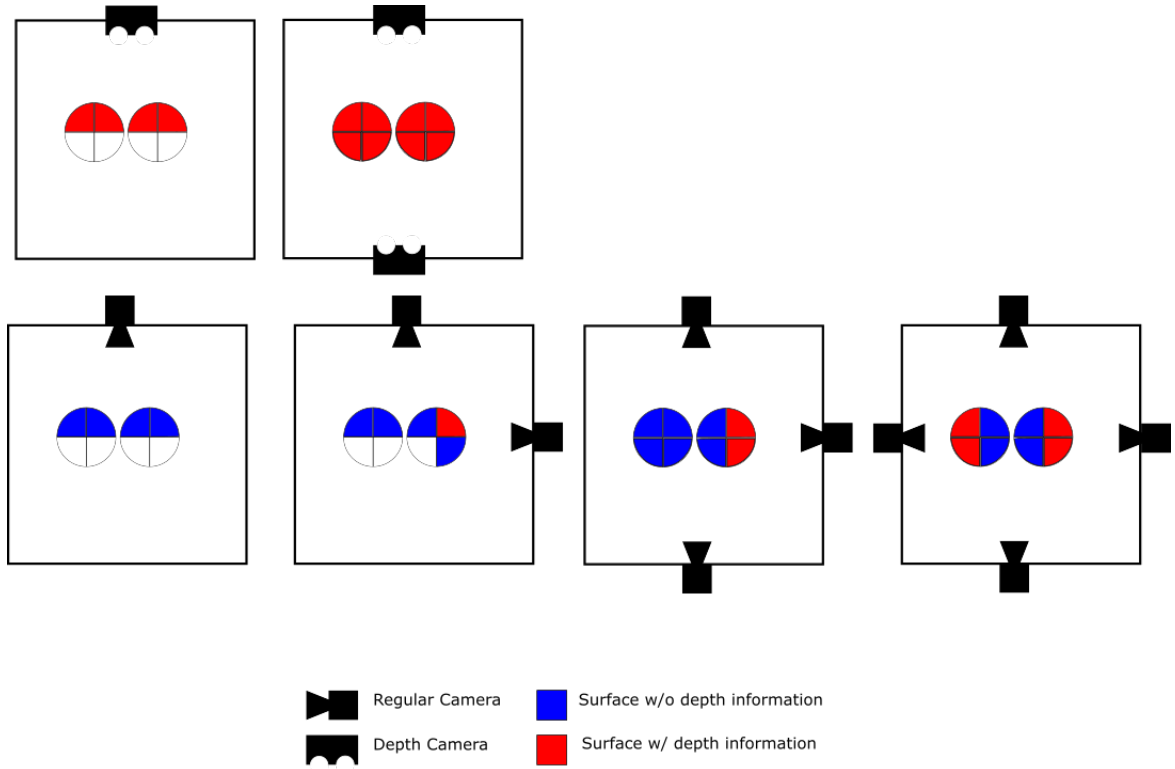 Regular Camera
Surface w/o depth information
Depth Camera
Surface w/ depth information